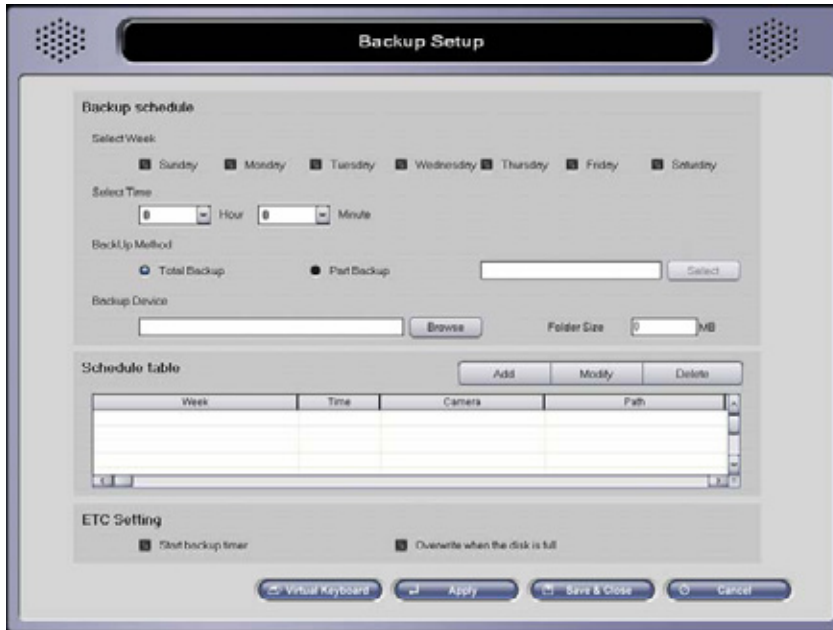 Backup Setup
Backup schedule
Select Week
Sunday Monday Tuesday Wednesday Thursday Friday Saturday
Select Time
0 Hour 0 Minute
BackUp Method
Total Backup Part Backup Select
Backup Device
Browse Folder Size 0 MB
Schedule table Add Modify Delete
Week Time Camera Path
ETC Setting
Start backup timer Overwrite when the disk is full
Virtual Keyboard Apply Save & Close Cancel